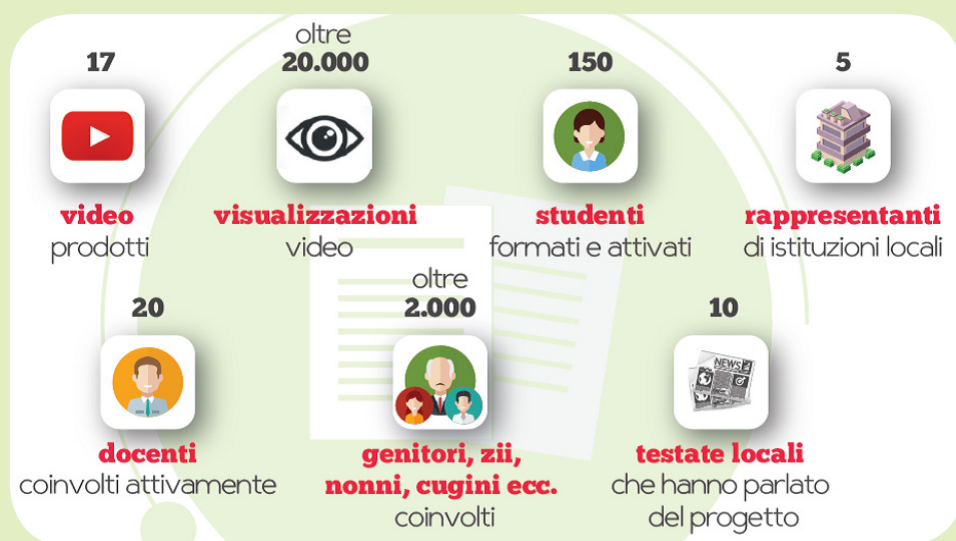 17
video
prodotti
oltre
20.000
visualizzazioni
video
150
studenti
formati e attivati
5
rappresentanti
di istituzioni locali
20
docenti
coinvolti attivamente
oltre
2.000
genitori, zii,
nonni, cugini ecc.
coinvolti
10
NEWS
testate locali
che hanno parlato
del progetto